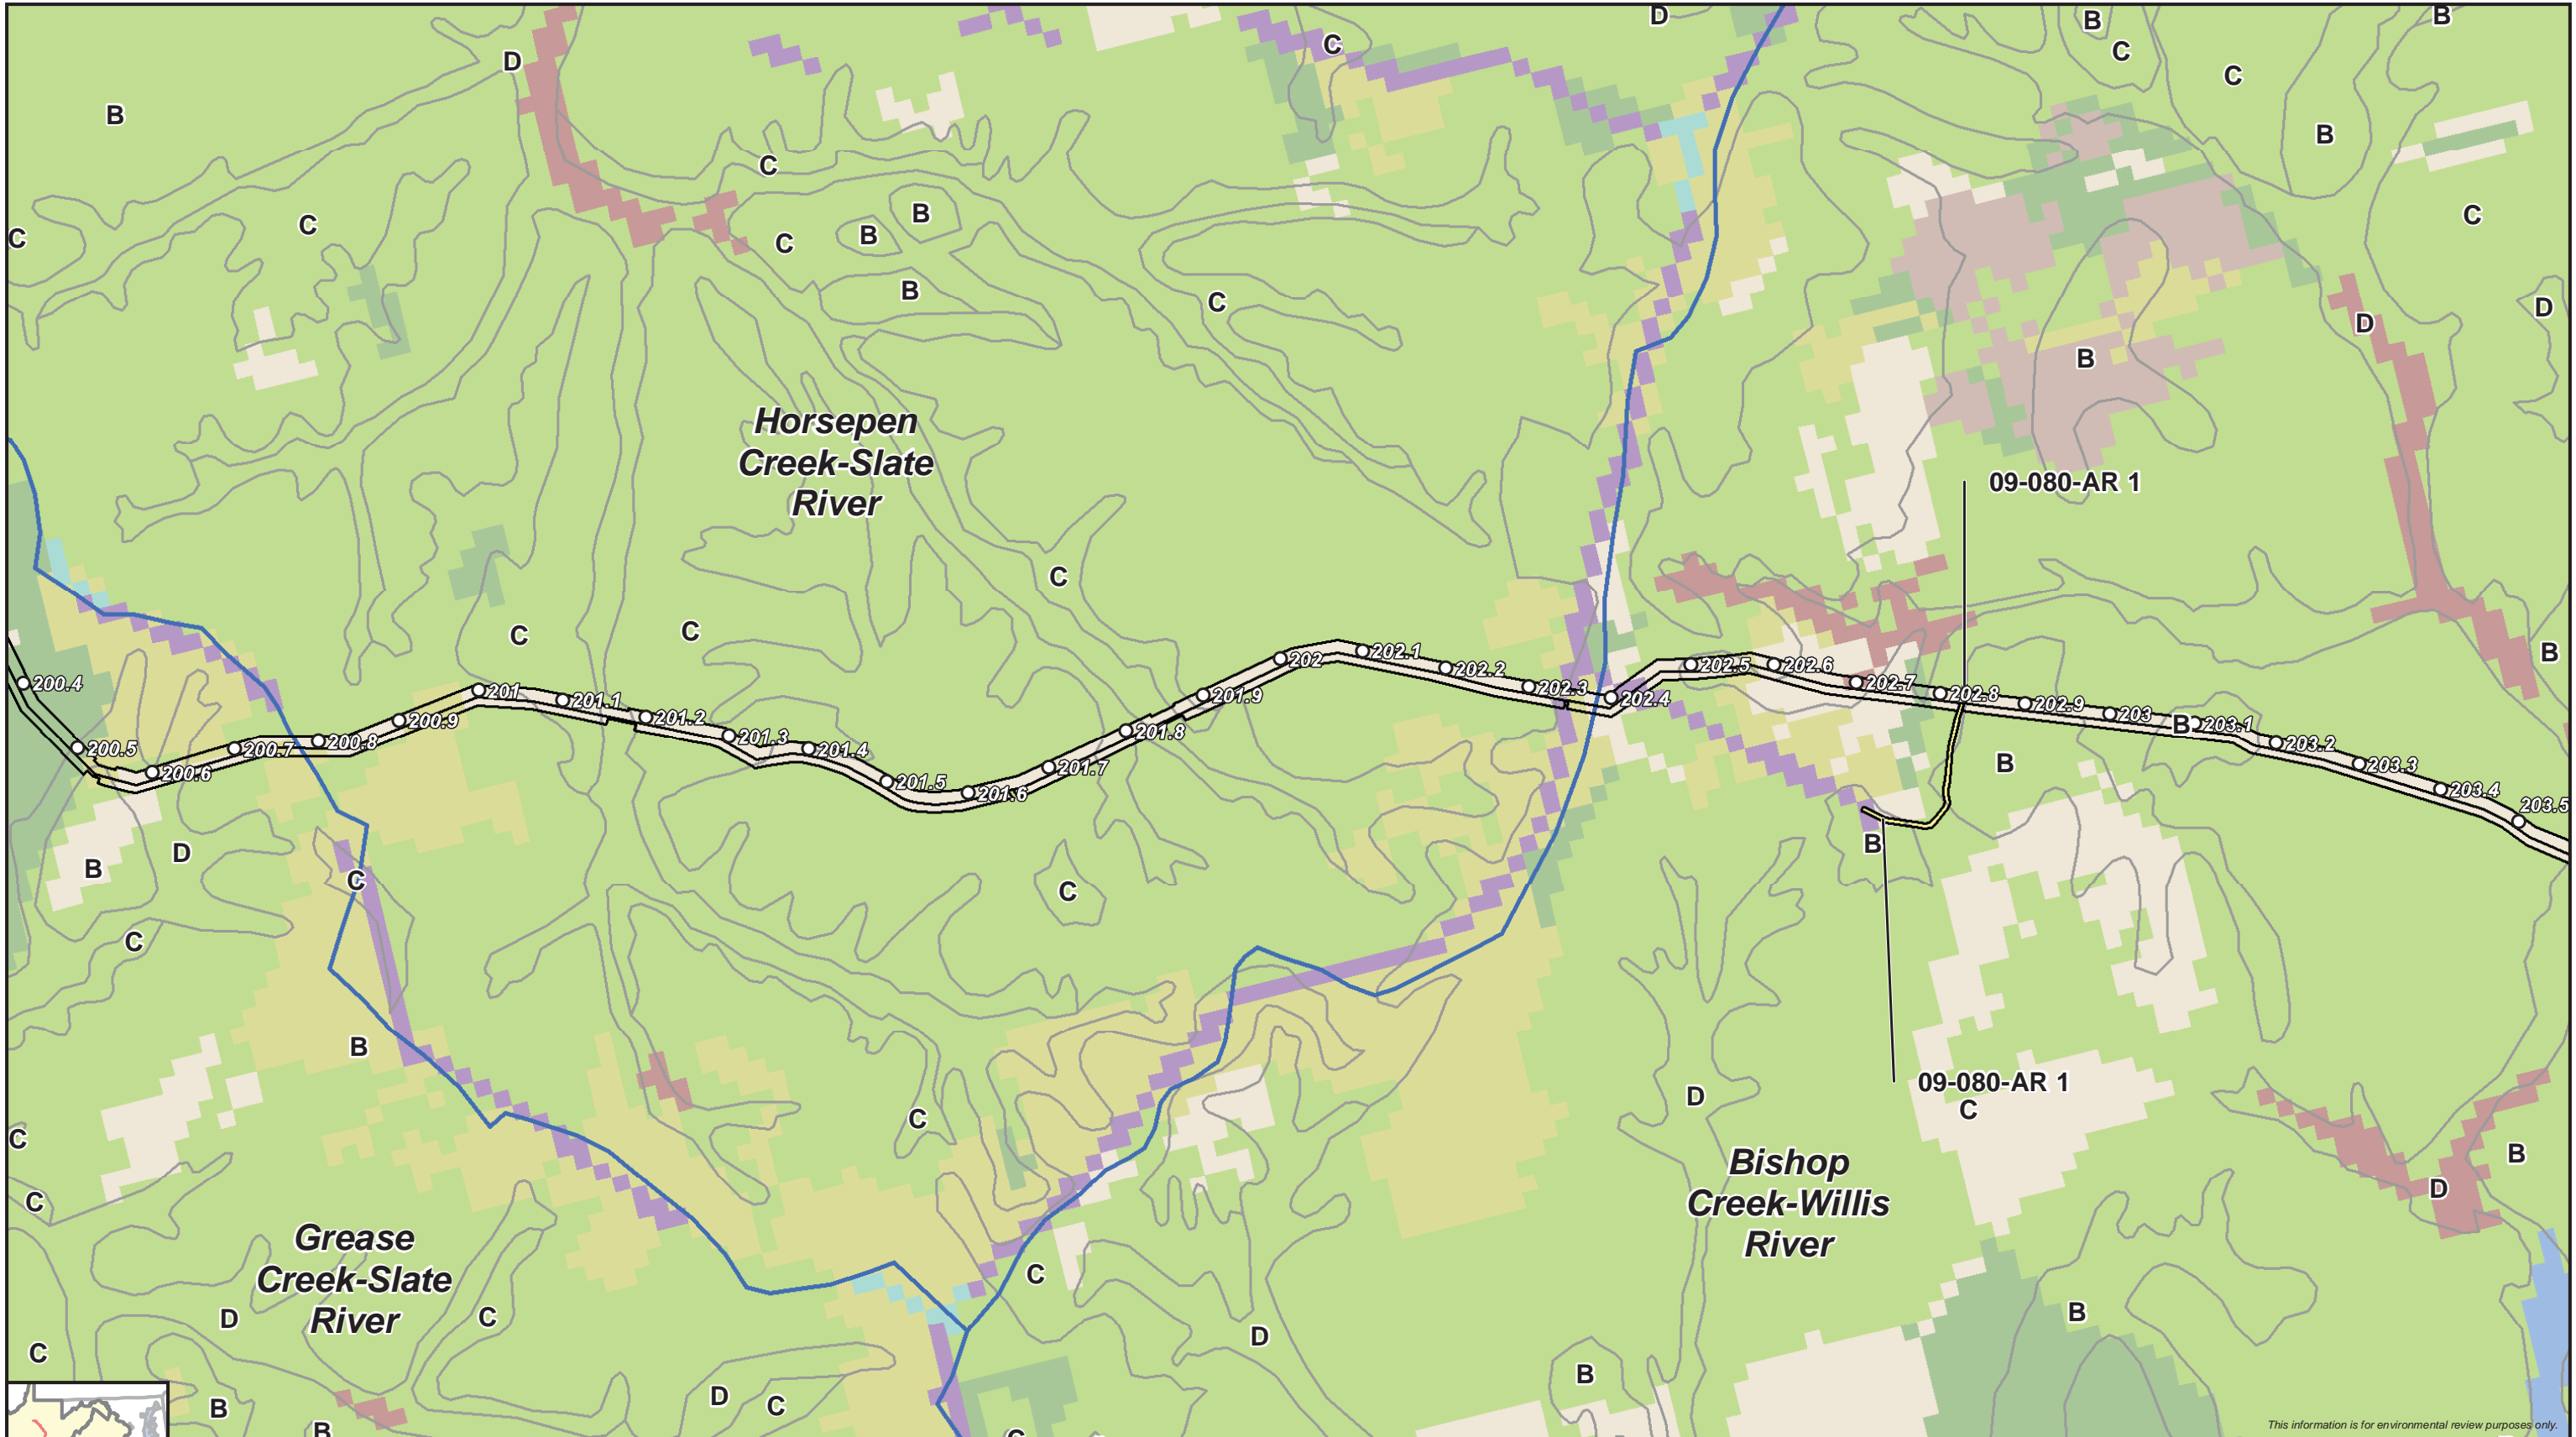 D
B
B
C
C
C
D
B
B
C
C
B
C
C
B
C
B
C
D
D
B
B
C
Horsepen
Creek-Slate
River
09-080-AR 1
C
C
C
B
200.4
200.5
200.6
200.7
200.8
200.9
201
201.1
201.2
201.3
201.4
201.5
201.6
201.7
201.8
201.9
202
202.1
202.2
202.3
202.4
202.5
202.6
202.7
202.8
202.9
203
B
203.1
203.2
203.3
203.4
203.5
B
B
D
B
C
C
C
B
D
09-080-AR 1
C
C
C
B
C
D
Bishop
Creek-Willis
River
Grease
Creek-Slate
River
C
D
C
C
D
B
B
B
D
C
B
B
C
This information is for environmental review purposes only.